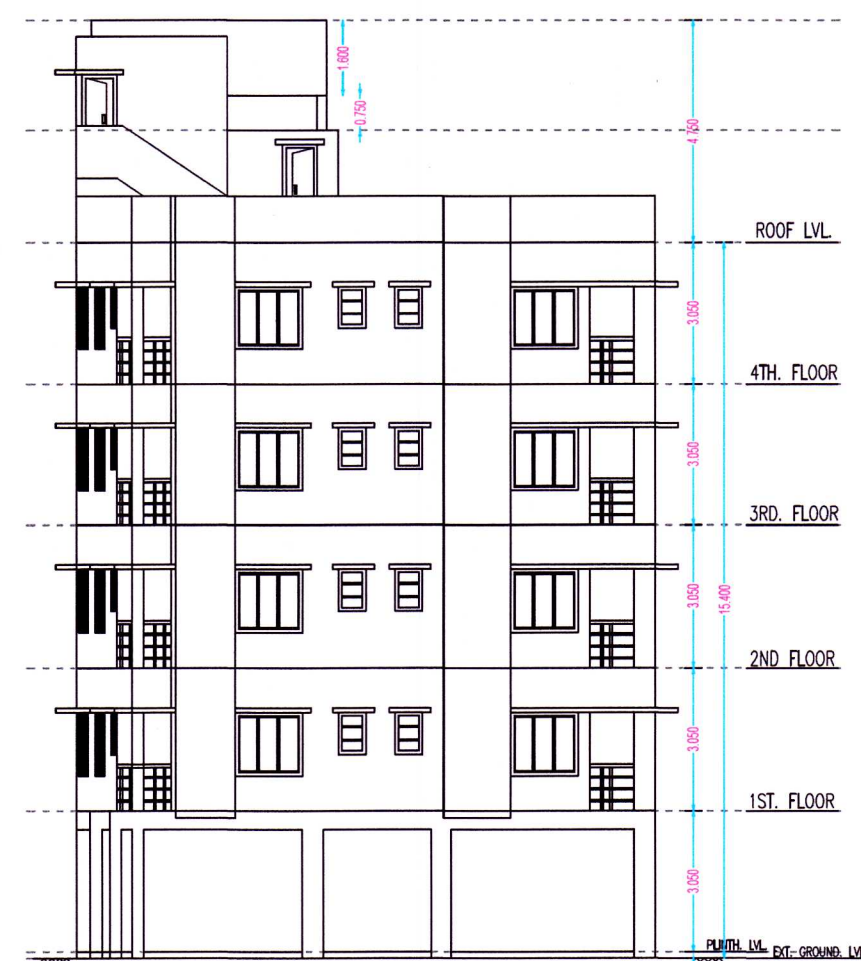 1.600
0.750
4.750
ROOF LVL.
3.050
4TH. FLOOR
3.050
3RD. FLOOR
3.050
15.400
2ND FLOOR
3.050
1ST. FLOOR
3.050
PLINTH. LVL.
EXT. GROUND. LV